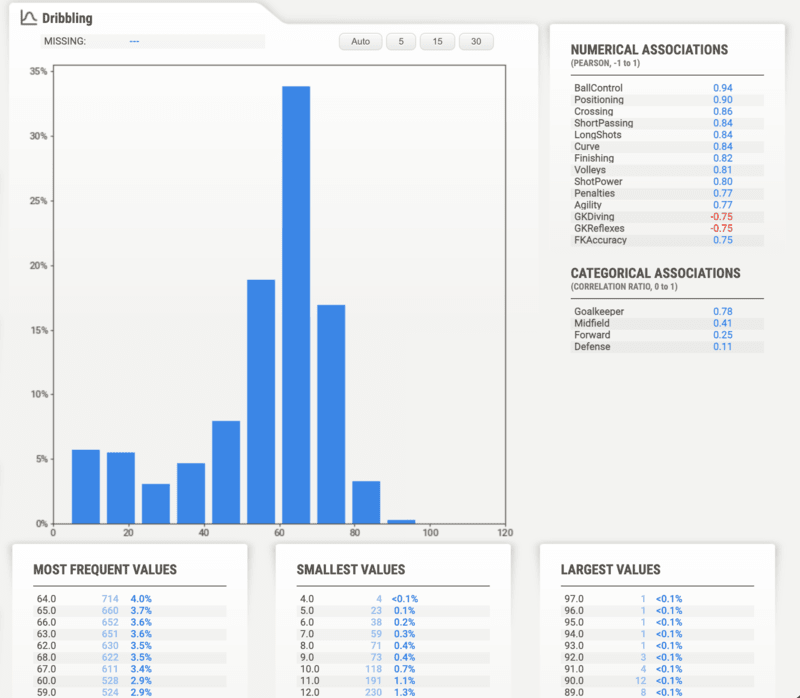 Dribbling
MISSING: ---
Auto 5 15 30
35%
30%
25%
20%
15%
10%
5%
0%
0 20 40 60 80 100 120
NUMERICAL ASSOCIATIONS
(PEARSON, -1 to 1)
BallControl 0.94
Positioning 0.90
Crossing 0.86
ShortPassing 0.84
LongShots 0.84
Curve 0.84
Finishing 0.82
Volleys 0.81
ShotPower 0.80
Penalties 0.77
Agility 0.77
GKDiving -0.75
GKReflexes -0.75
FKAccuracy 0.75
CATEGORICAL ASSOCIATIONS
(CORRELATION RATIO, 0 to 1)
Goalkeeper 0.78
Midfield 0.41
Forward 0.25
Defense 0.11
MOST FREQUENT VALUES
64.0 714 4.0%
65.0 660 3.7%
66.0 652 3.6%
63.0 651 3.6%
62.0 630 3.5%
68.0 622 3.5%
67.0 611 3.4%
60.0 528 2.9%
59.0 524 2.9%
SMALLEST VALUES
4.0 4 <0.1%
5.0 23 0.1%
6.0 38 0.2%
7.0 59 0.3%
8.0 71 0.4%
9.0 73 0.4%
10.0 118 0.7%
11.0 191 1.1%
12.0 230 1.3%
LARGEST VALUES
97.0 1 <0.1%
96.0 1 <0.1%
95.0 1 <0.1%
94.0 1 <0.1%
93.0 1 <0.1%
92.0 3 <0.1%
91.0 4 <0.1%
90.0 12 <0.1%
89.0 8 <0.1%